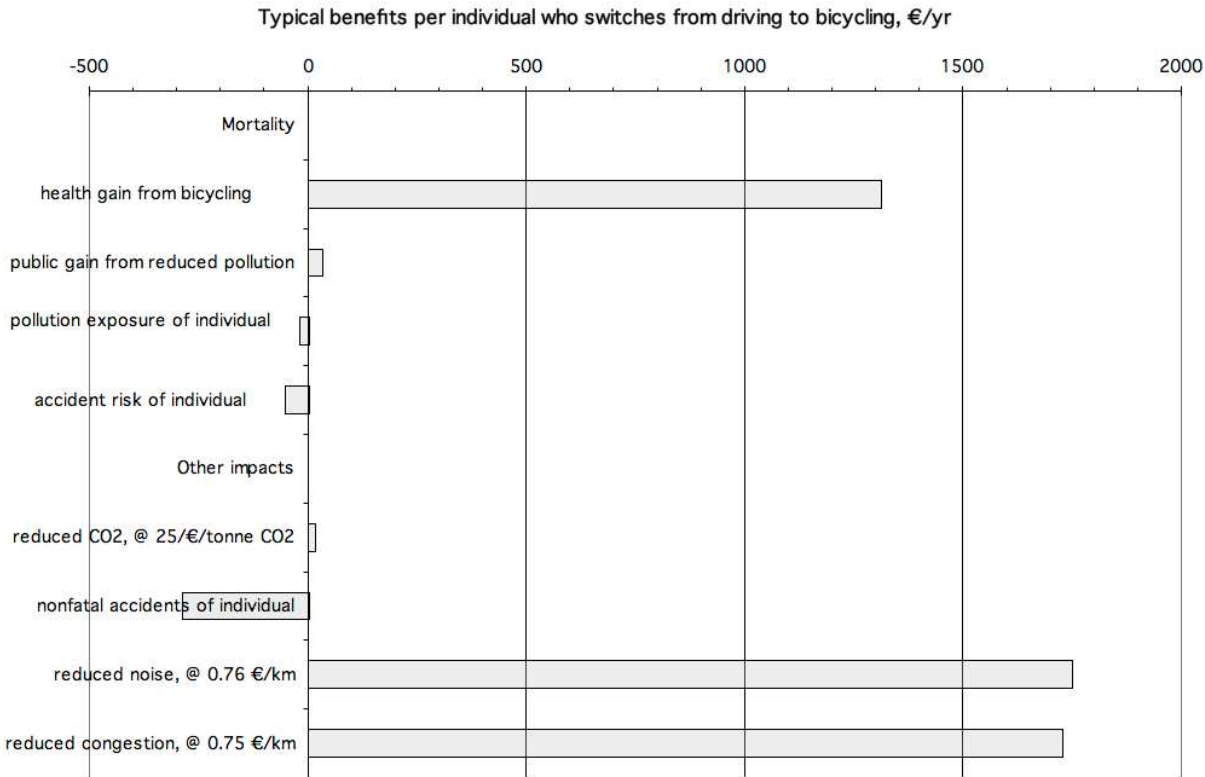 Typical benefits per individual who switches from driving to bicycling, €/yr
-500 0 500 1000 1500 2000
Mortality
health gain from bicycling
public gain from reduced pollution
pollution exposure of individual
accident risk of individual
Other impacts
reduced CO2, @ 25/€/tonne CO2
nonfatal accidents of individual
reduced noise, @ 0.76 €/km
reduced congestion, @ 0.75 €/km